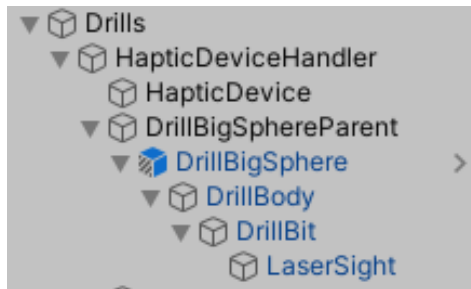 Drills
HapticDeviceHandler
HapticDevice
DrillBigSphereParent
DrillBigSphere
DrillBody
DrillBit
LaserSight